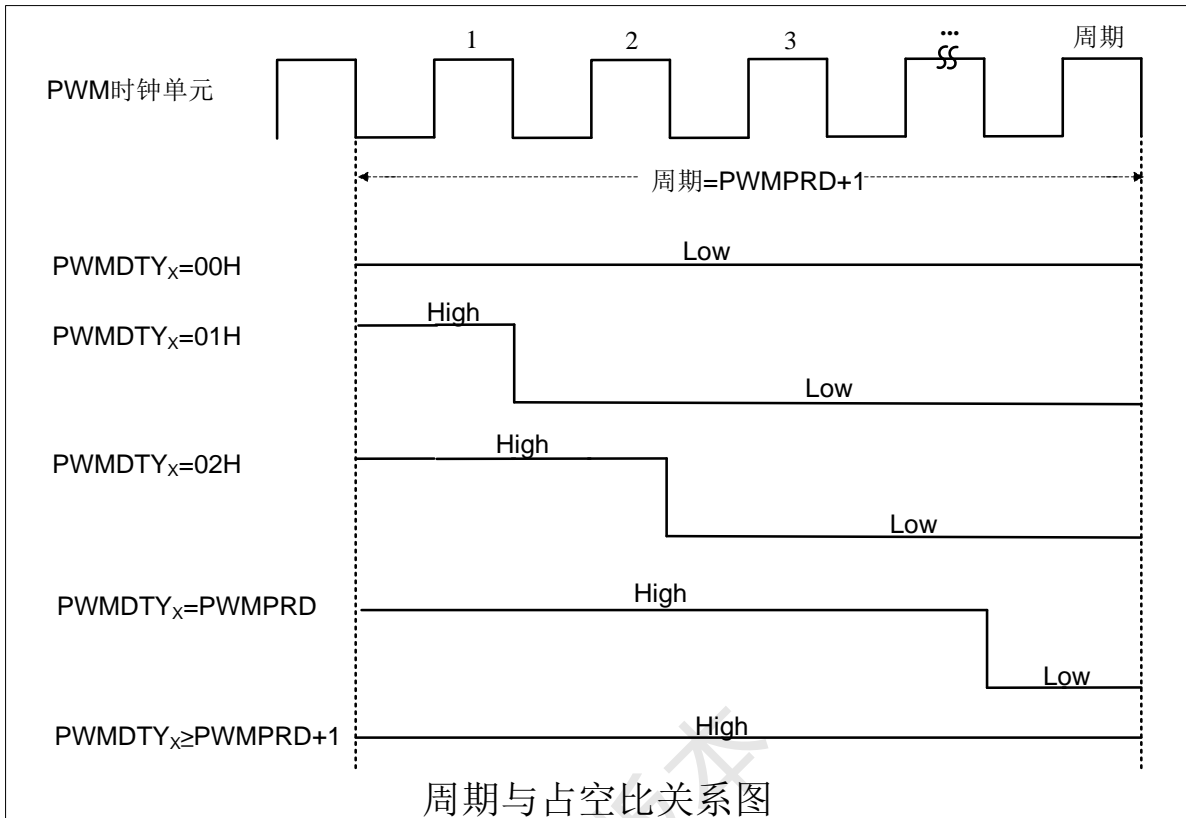 1 2 3 ... 周期
PWM时钟单元
周期=PWMPRD+1
PWMDTYX=00H Low
PWMDTYX=01H High
Low
PWMDTYX=02H High
Low
PWMDTYX=PWMPRD High
Low
PWMDTYX≥PWMPRD+1 High
本
周期与占空比关系图